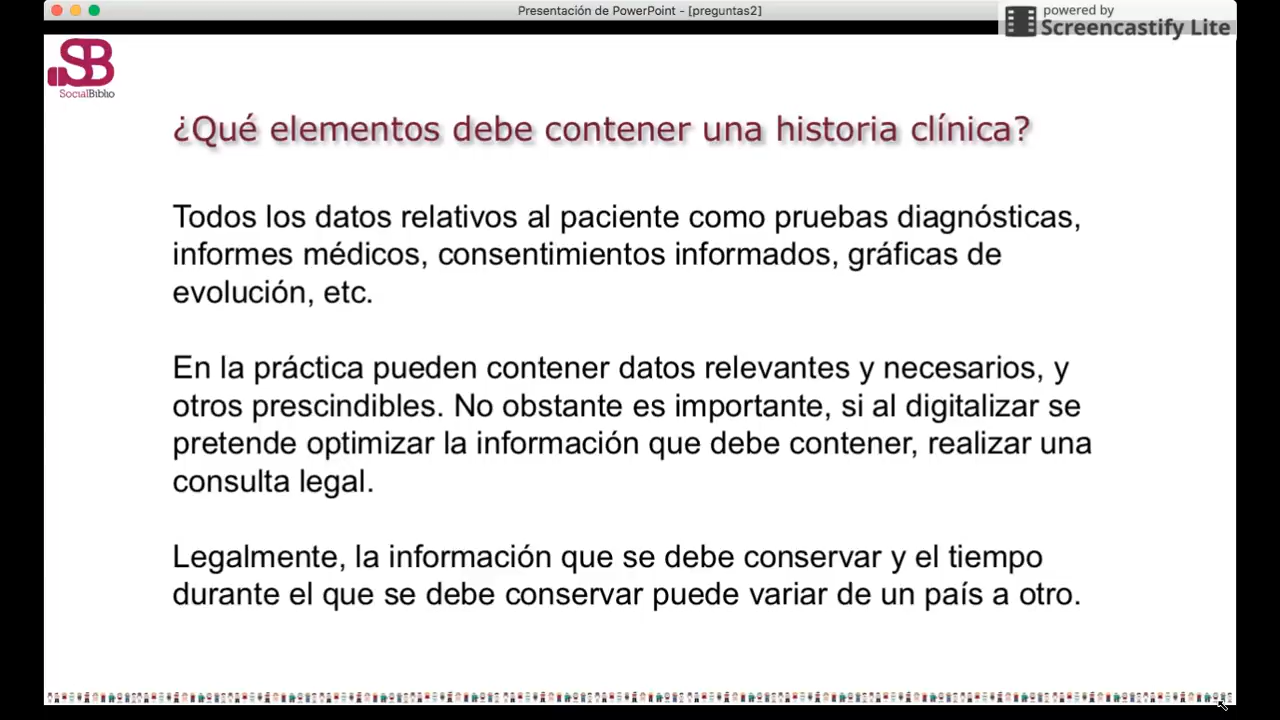 Presentación de PowerPoint - [preguntas2]
powered by
Screencastify Lite
SB
SocialBiblio
¿Qué elementos debe contener una historia clínica?
Todos los datos relativos al paciente como pruebas diagnósticas,
informes médicos, consentimientos informados, gráficas de
evolución, etc.
En la práctica pueden contener datos relevantes y necesarios, y
otros prescindibles. No obstante es importante, si al digitalizar se
pretende optimizar la información que debe contener, realizar una
consulta legal.
Legalmente, la información que se debe conservar y el tiempo
durante el que se debe conservar puede variar de un país a otro.